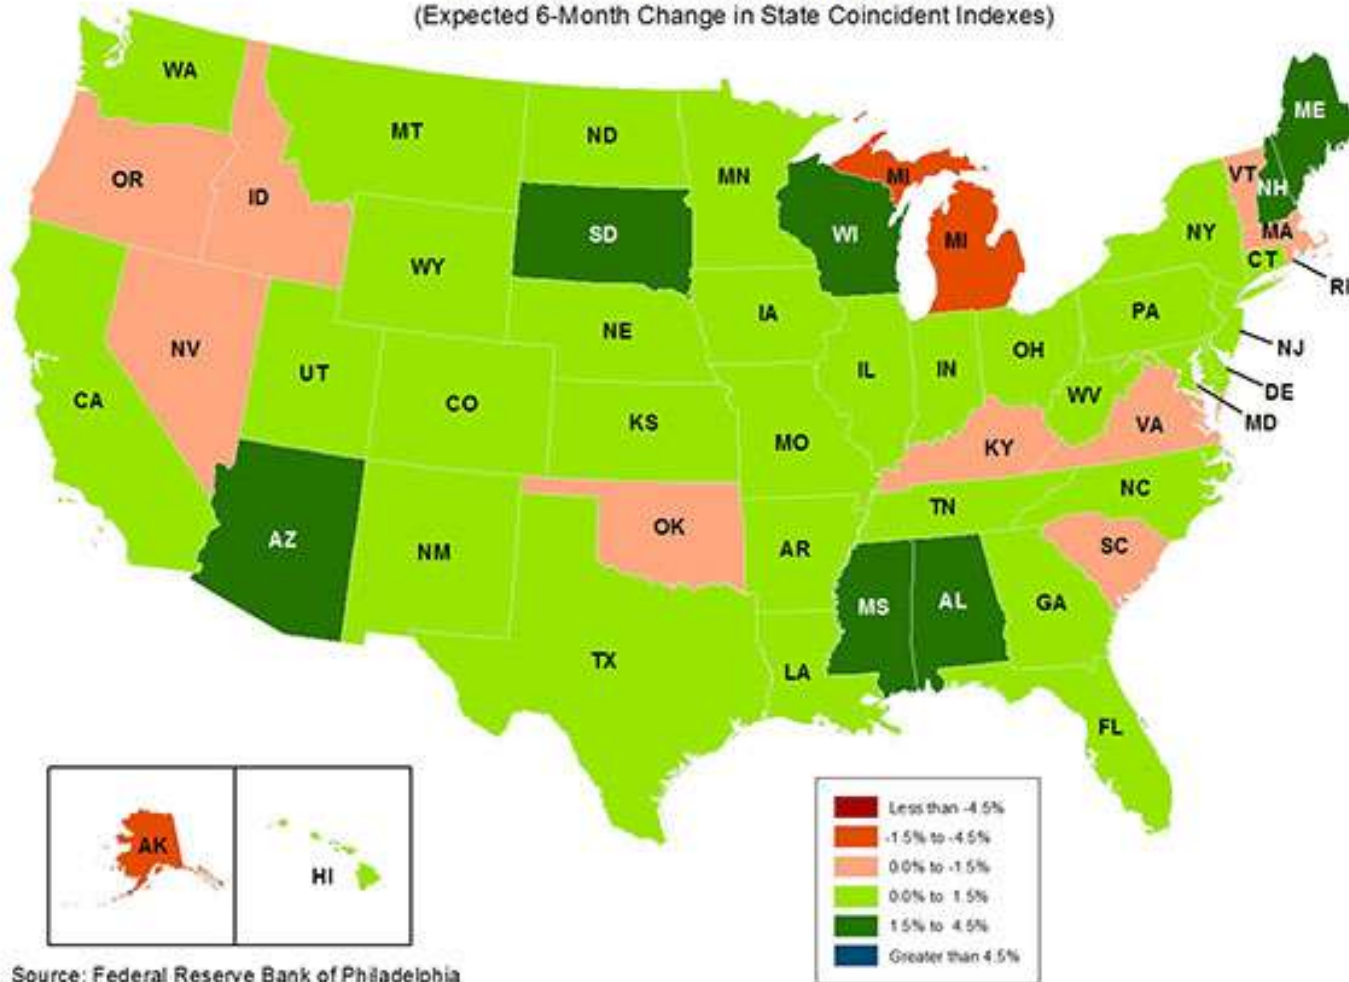 (Expected 6-Month Change in State Coincident Indexes)
WA
MT
ND
MN
OR
ID
SD
WI
MI
MI
ME
VT
NH
NY
MA
CT
RI
WY
NE
IA
PA
NJ
NV
UT
CO
KS
IL
IN
OH
WV
DE
MD
CA
MO
KY
VA
AZ
NM
OK
AR
TN
NC
SC
MS
AL
GA
TX
LA
FL
AK
HI
Less than -4.5%
-1.5% to -4.5%
0.0% to -1.5%
0.0% to 1.5%
1.5% to 4.5%
Greater than 4.5%
Source: Federal Reserve Bank of Philadelphia